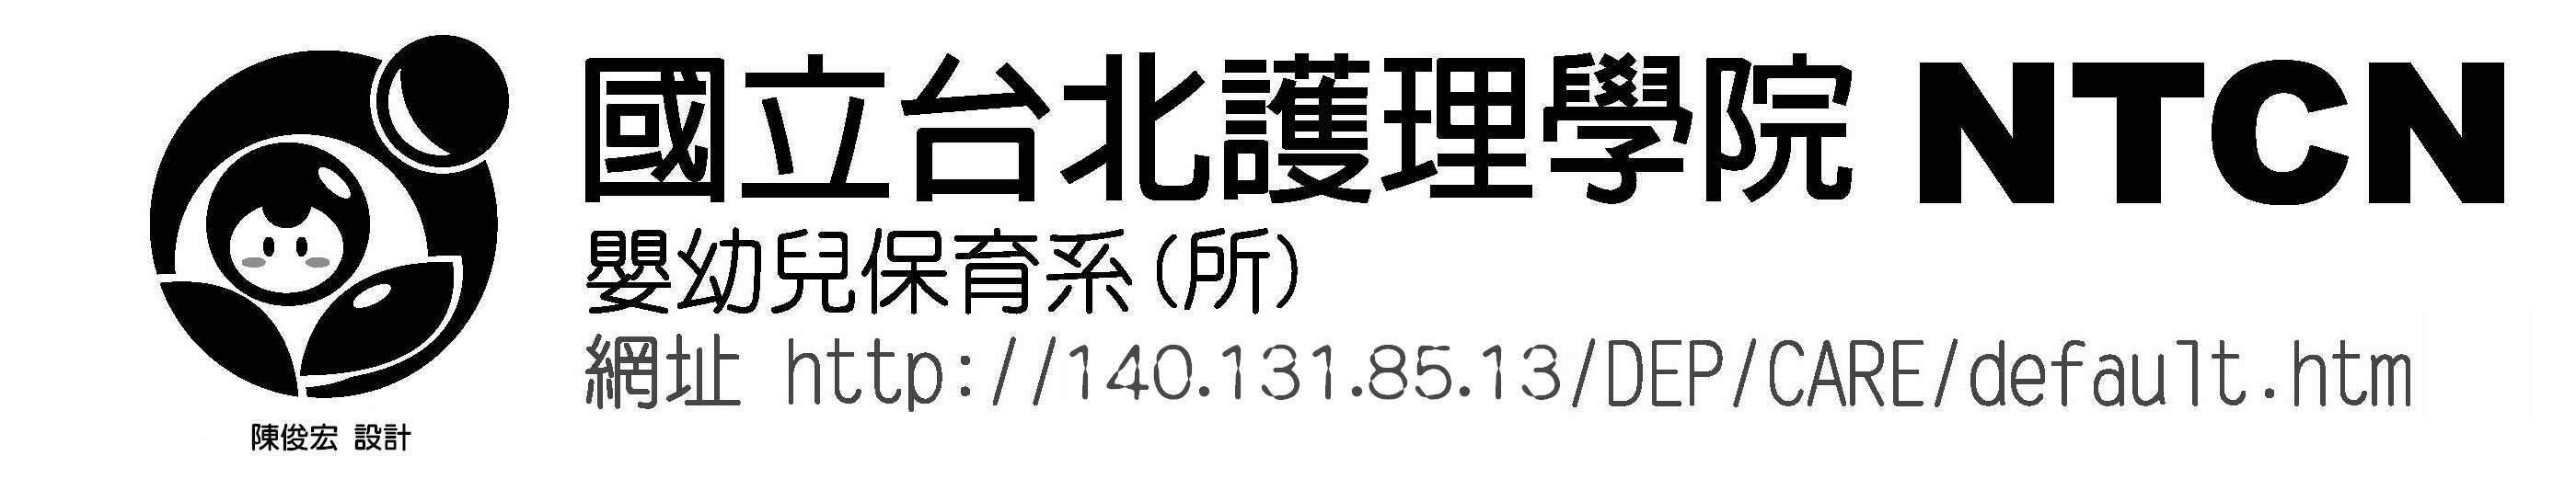 國立台北護理學院 NTCN
嬰幼兒保育系(所)
網址 http://140.131.85.13/DEP/CARE/default.htm
陳俊宏 設計